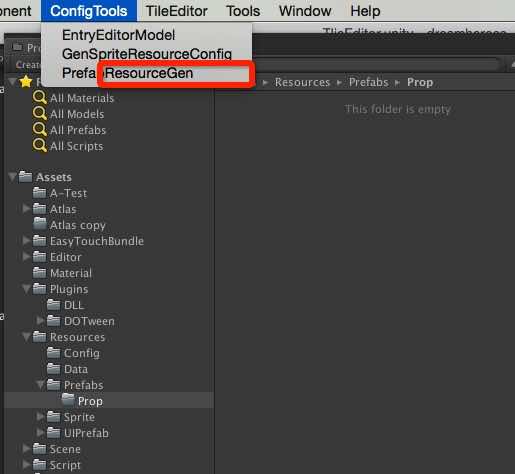 onent ConfigTools TileEditor Tools Window Help
EntryEditorModel
GenSpriteResourceConfig
PrefabResourceGen
TileEditor.unity
Pro
Create
Resources Prefabs Prop
This folder is empty
All Materials
All Models
All Prefabs
All Scripts
Assets
A-Test
Atlas
Atlas copy
EasyTouchBundle
Editor
Material
Plugins
DLL
DOTween
Resources
Config
Data
Prefabs
Prop
Sprite
UIPrefab
Scene
Script